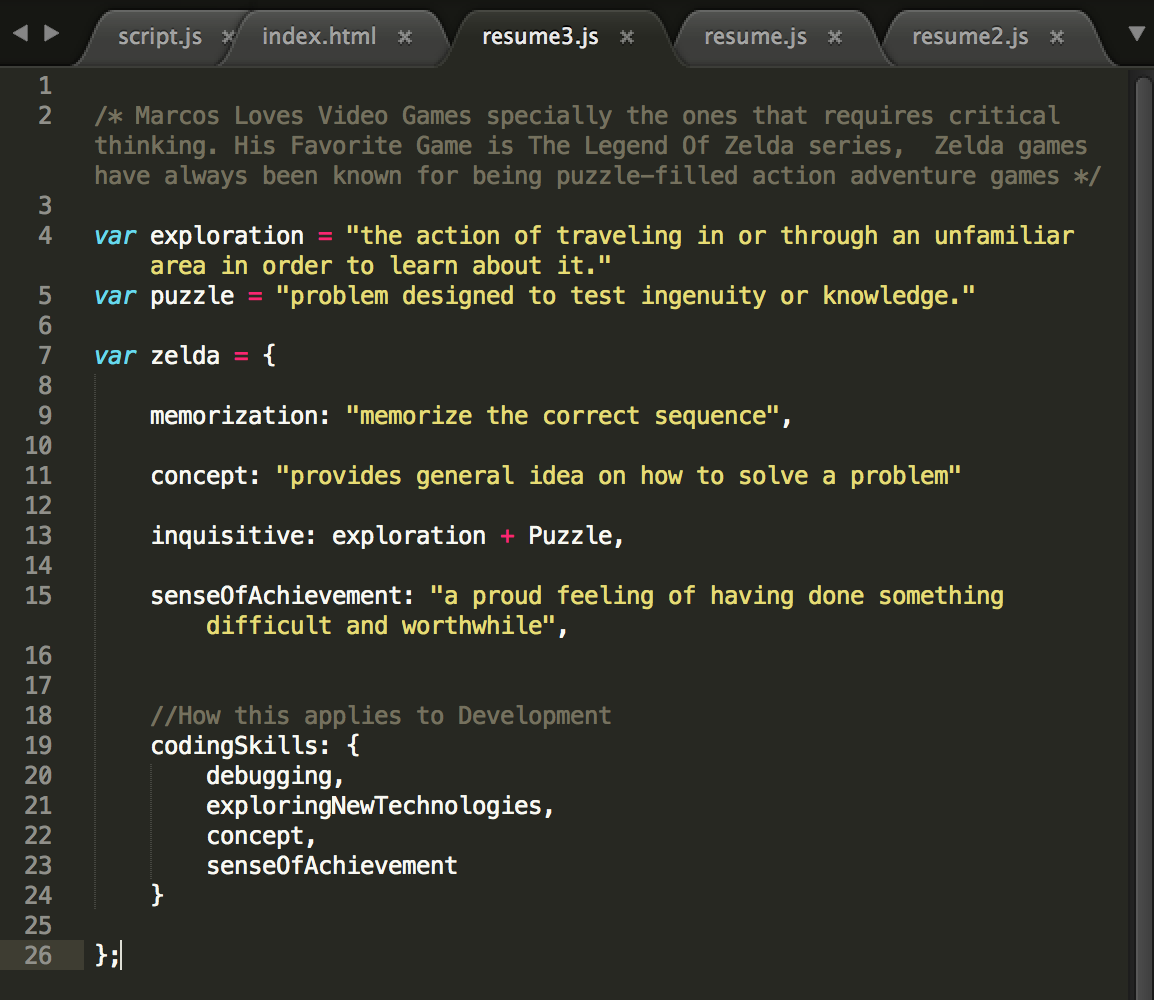 script.js × index.html × resume3.js × resume.js × resume2.js ×
1
2 /* Marcos Loves Video Games specially the ones that requires critical
thinking. His Favorite Game is The Legend Of Zelda series,  Zelda games
have always been known for being puzzle-filled action adventure games */
3
4 var exploration = "the action of traveling in or through an unfamiliar
area in order to learn about it."
5 var puzzle = "problem designed to test ingenuity or knowledge."
6
7 var zelda = {
8
9 memorization: "memorize the correct sequence",
10
11 concept: "provides general idea on how to solve a problem"
12
13 inquisitive: exploration + Puzzle,
14
15 senseOfAchievement: "a proud feeling of having done something
difficult and worthwhile",
16
17
18 //How this applies to Development
19 codingSkills: {
20 debugging,
21 exploringNewTechnologies,
22 concept,
23 senseOfAchievement
24 }
25
26 };